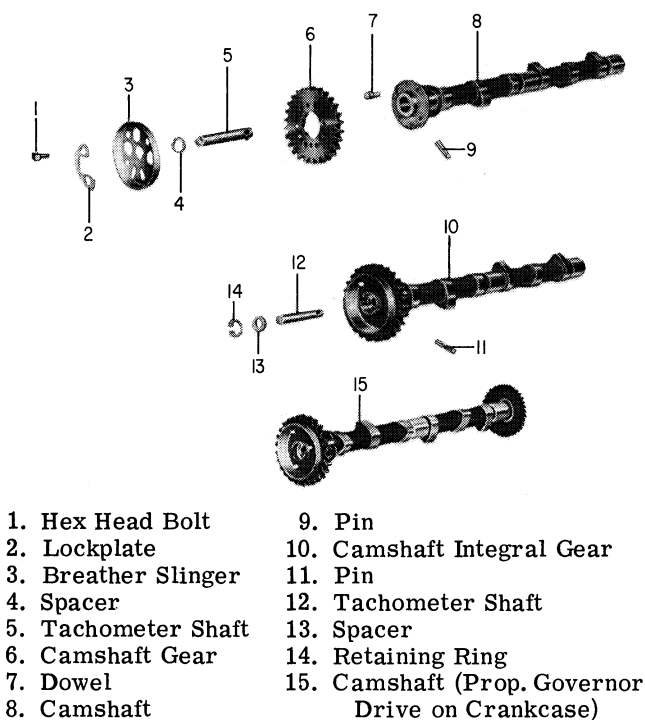 1
2
3
4
5
6
7
8
9
10
11
12
13
14
15
1. Hex Head Bolt
2. Lockplate
3. Breather Slinger
4. Spacer
5. Tachometer Shaft
6. Camshaft Gear
7. Dowel
8. Camshaft
9. Pin
10. Camshaft Integral Gear
11. Pin
12. Tachometer Shaft
13. Spacer
14. Retaining Ring
15. Camshaft (Prop. Governor
Drive on Crankcase)